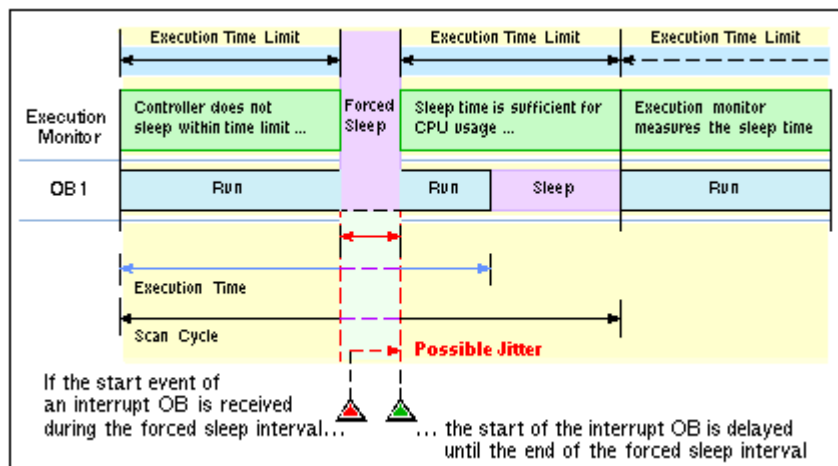 Execution Time Limit
Execution Time Limit
Execution Time Limit
Execution
Monitor
Controller does not
sleep within time limit ...
Forced
Sleep
Sleep time is sufficient for
CPU usage ...
Execution monitor
measures the sleep time
OB1
Run
Run
Sleep
Run
Execution Time
Scan Cycle
Possible Jitter
If the start event of
an interrupt OB is received
during the forced sleep interval...
... the start of the interrupt OB is delayed
until the end of the forced sleep interval